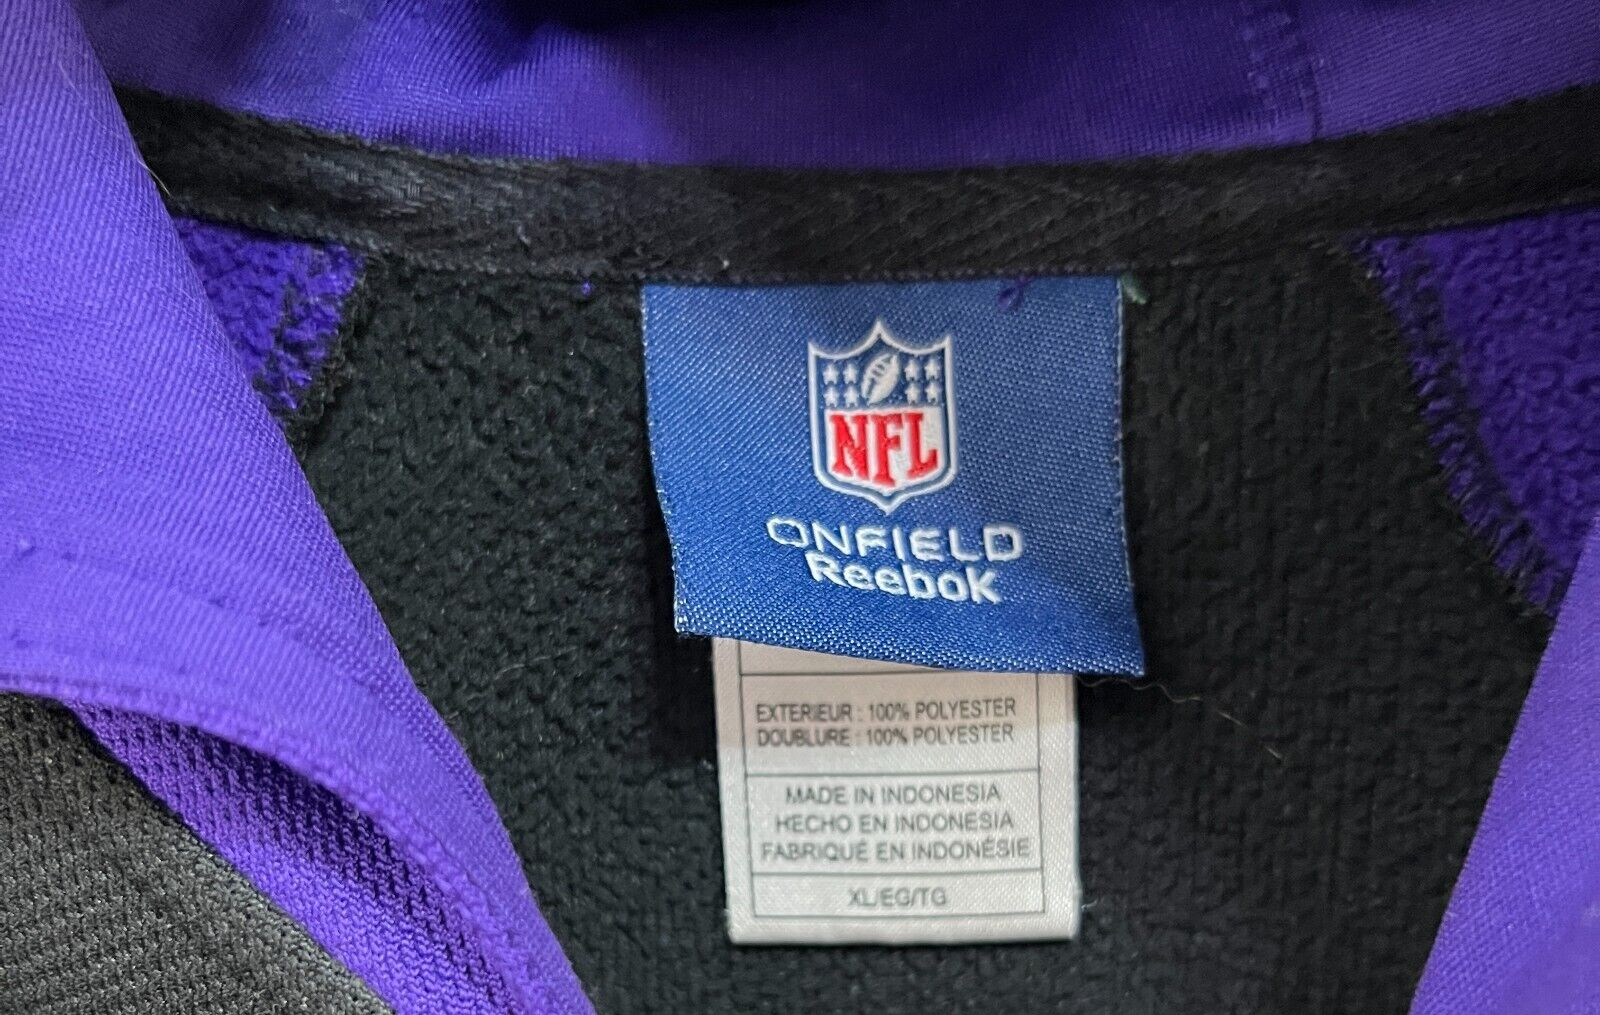 NFL
ONFIELD
Reebok
EXTERIEUR : 100% POLYESTER
DOUBLURE : 100% POLYESTER
MADE IN INDONESIA
HECHO EN INDONESIA
FABRIQUÉ EN INDONÉSIE
XL/EG/TG